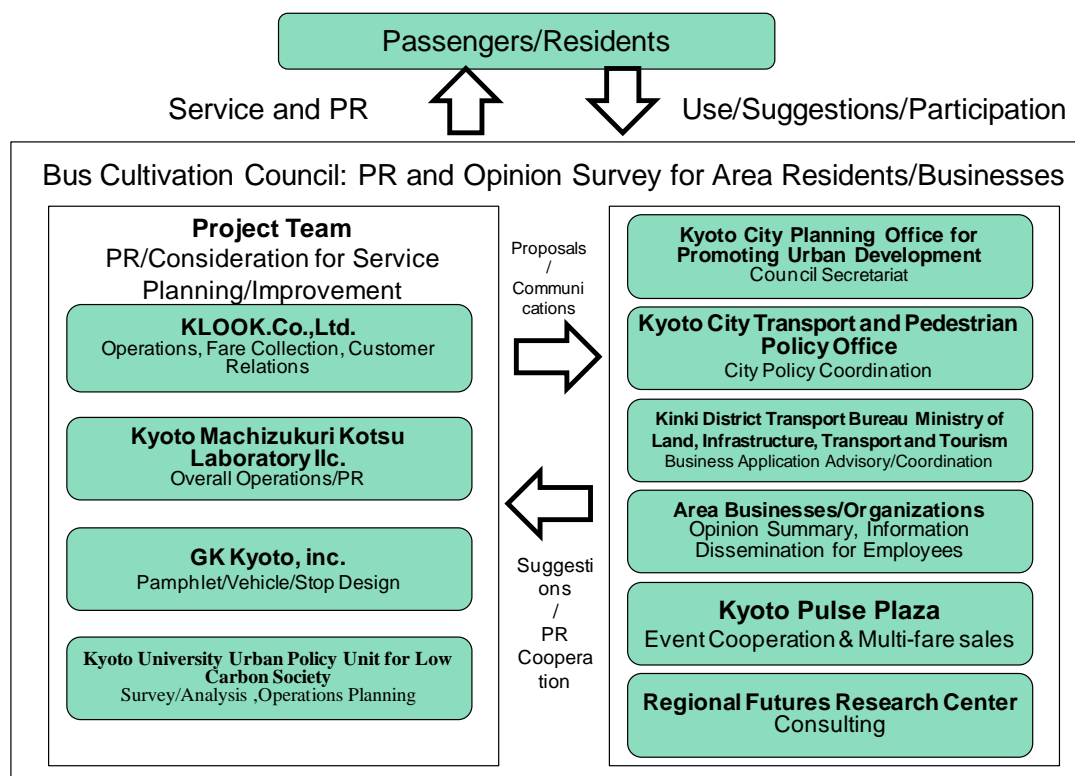 Passengers/Residents
Service and PR
Use/Suggestions/Participation
Bus Cultivation Council: PR and Opinion Survey for Area Residents/Businesses
Project Team
PR/Consideration for Service
Planning/Improvement
KLOOK.Co.,Ltd.
Operations, Fare Collection, Customer
Relations
Kyoto Machizukuri Kotsu
Laboratory llc.
Overall Operations/PR
GK Kyoto, inc.
Pamphlet/Vehicle/Stop Design
Kyoto University Urban Policy Unit for Low
Carbon Society
Survey/Analysis ,Operations Planning
Proposals
/
Communi
cations
Suggesti
ons
/
PR
Coopera
tion
Kyoto City Planning Office for
Promoting Urban Development
Council Secretariat
Kyoto City Transport and Pedestrian
Policy Office
City Policy Coordination
Kinki District Transport Bureau Ministry of
Land, Infrastructure, Transport and Tourism
Business Application Advisory/Coordination
Area Businesses/Organizations
Opinion Summary, Information
Dissemination for Employees
Kyoto Pulse Plaza
Event Cooperation & Multi-fare sales
Regional Futures Research Center
Consulting